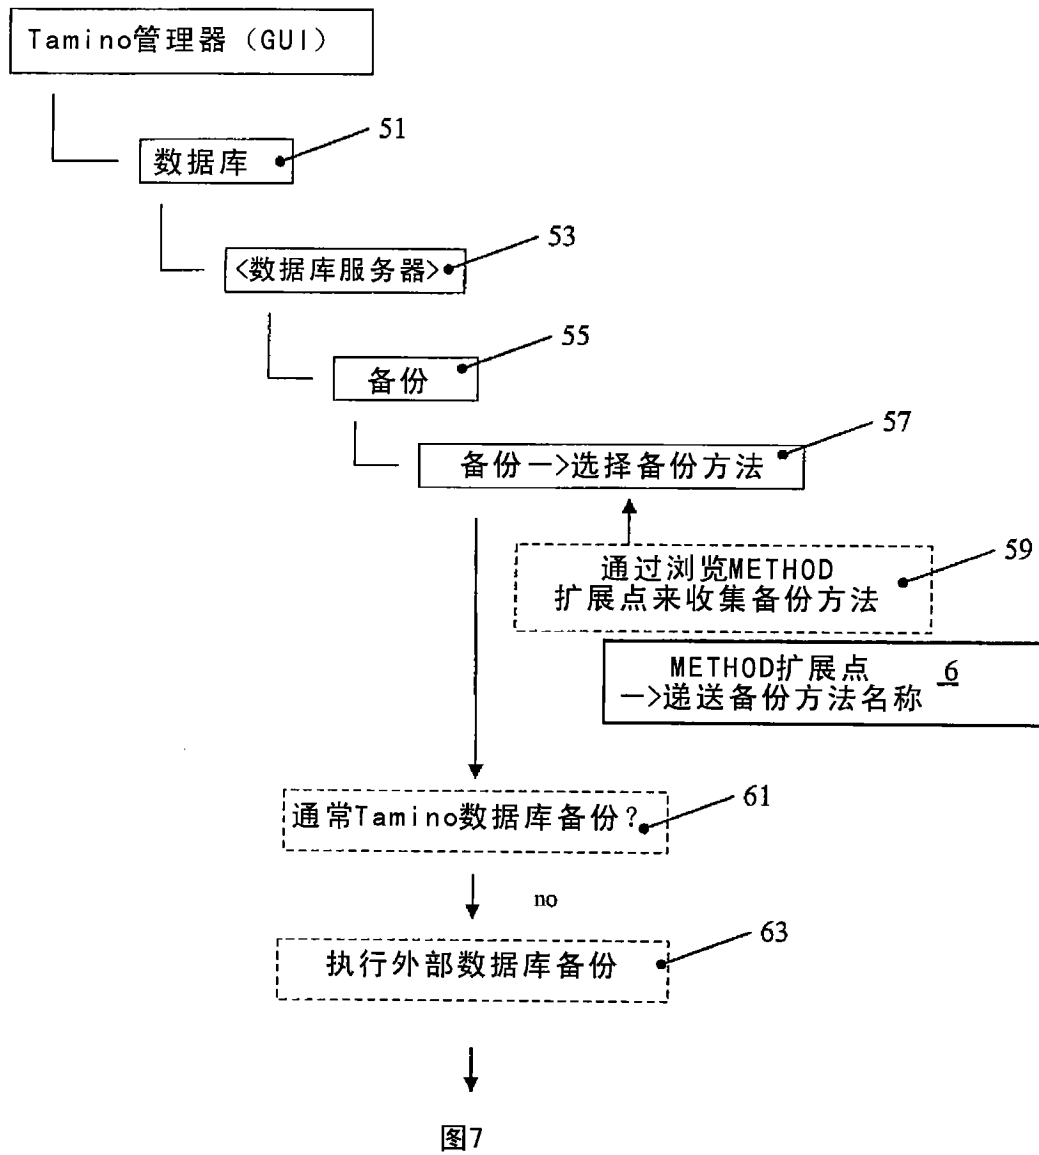 Tamino管理器（GUI）
51
数据库
53
<数据库服务器>
55
备份
57
备份—>选择备份方法
59
通过浏览METHOD
扩展点来收集备份方法
METHOD扩展点 6
—>递送备份方法名称
61
通常Tamino数据库备份？
no
63
执行外部数据库备份
图7